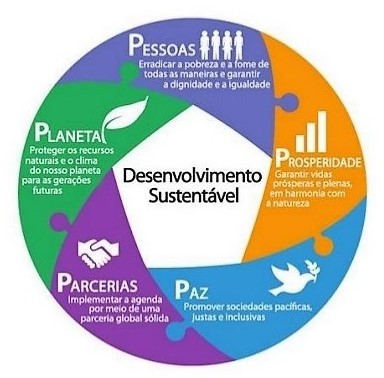 PESSOAS
Erradicar a pobreza e a fome de
todas as maneiras e garantir
a dignidade e a igualdade
PROSPERIDADE
Garantir vidas
prósperas e plenas,
em harmonia com
a natureza
PAZ
Promover sociedades pacíficas,
justas e inclusivas
PARCERIAS
Implementar a agenda
por meio de uma
parceria global sólida
PLANETA
Proteger os recursos
naturais e o clima
do nosso planeta
para as gerações
futuras
Desenvolvimento
Sustentável